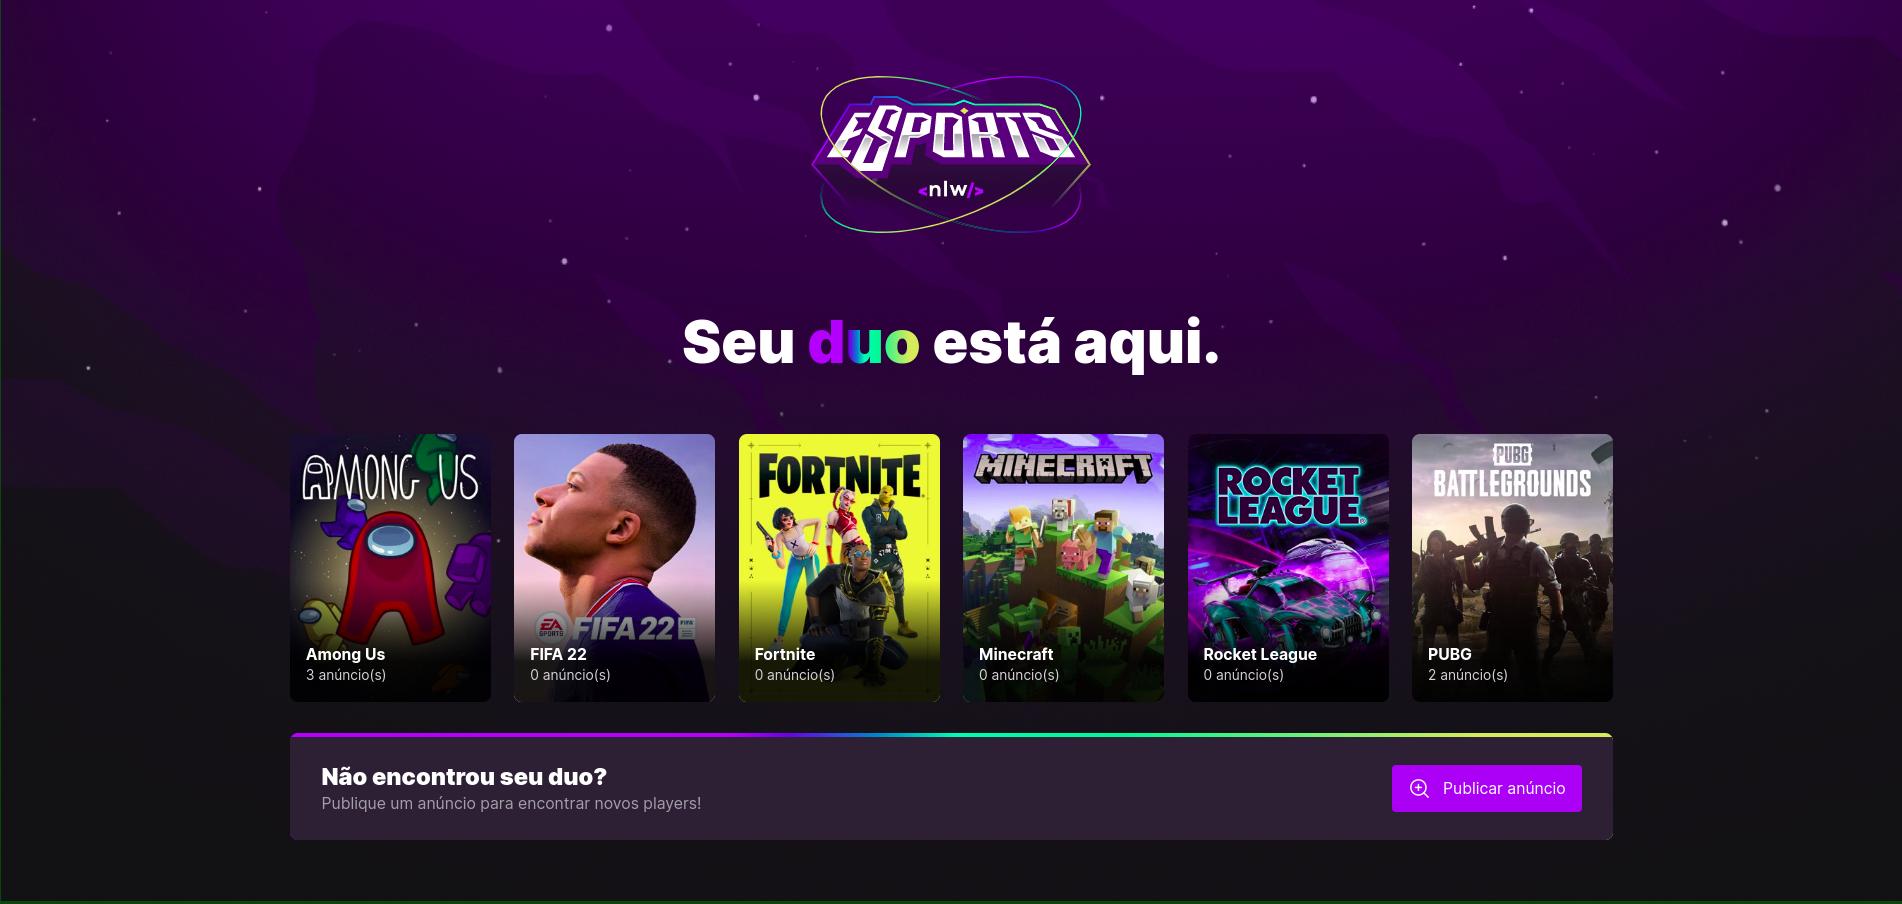 ESPORTS
<nlw/>
Seu duo está aqui.
AMONG US
Among Us
3 anúncio(s)
EA SPORTS FIFA 22
FIFA 22
0 anúncio(s)
FORTNITE
Fortnite
0 anúncio(s)
MINECRAFT
Minecraft
0 anúncio(s)
ROCKET
LEAGUE
Rocket League
0 anúncio(s)
PUBG
BATTLEGROUNDS
PUBG
2 anúncio(s)
Não encontrou seu duo?
Publique um anúncio para encontrar novos players!
Publicar anúncio